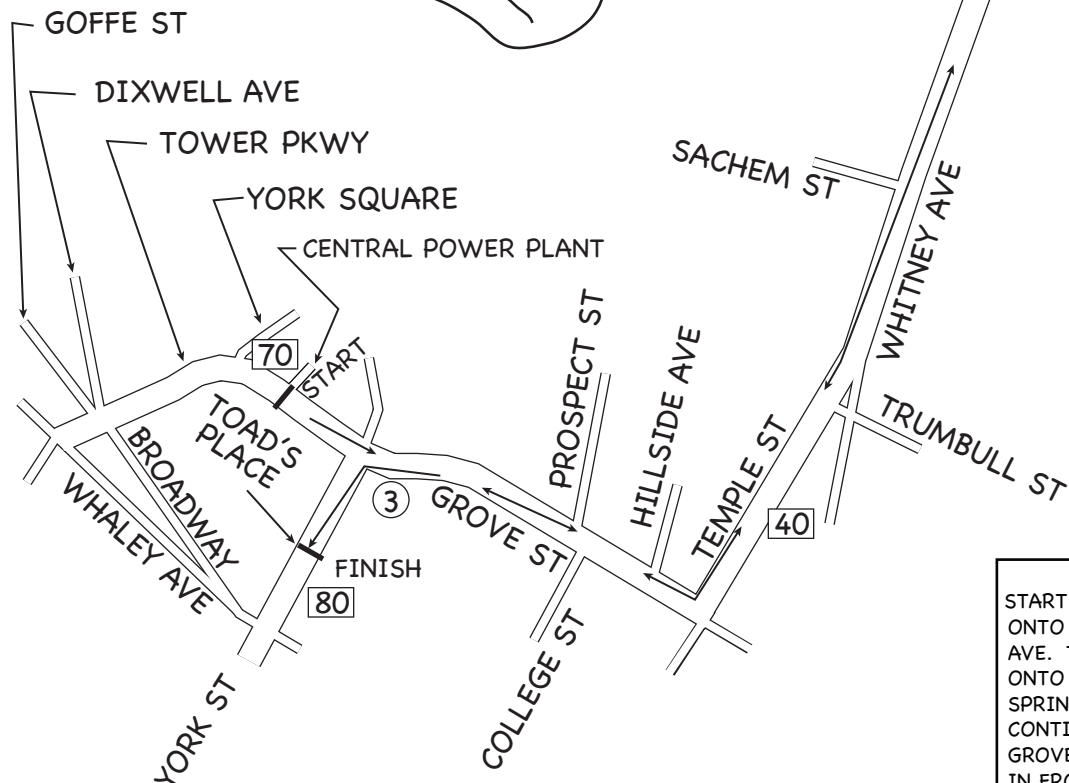 GOFFE ST
DIXWELL AVE
TOWER PKWY
YORK SQUARE
CENTRAL POWER PLANT
SACHEM ST
WHITNEY AVE
70
START
TOAD'S
PLACE
PROSPECT ST
HILLSIDE AVE
TRUMBULL ST
BROADWAY
WHALEY AVE
3
GROVE ST
TEMPLE ST
40
FINISH
80
COLLEGE ST
YORK ST
START
ONTO
AVE. T
ONTO
SPRIN
CONTI
GROVE
IN FRO